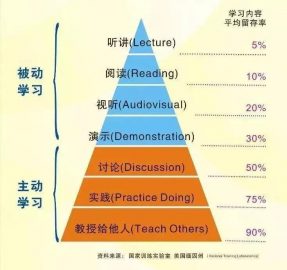 学习内容
平均留存率
听讲(Lecture) 5%
阅读(Reading) 10%
被动
学习
视听(Audiovisual) 20%
演示(Demonstration) 30%
讨论(Discussion) 50%
主动
学习
实践(Practice Doing) 75%
教授给他人(Teach Others) 90%
资料来源: 国家训练实验室 美国缅因州 (National Training Laboratories)